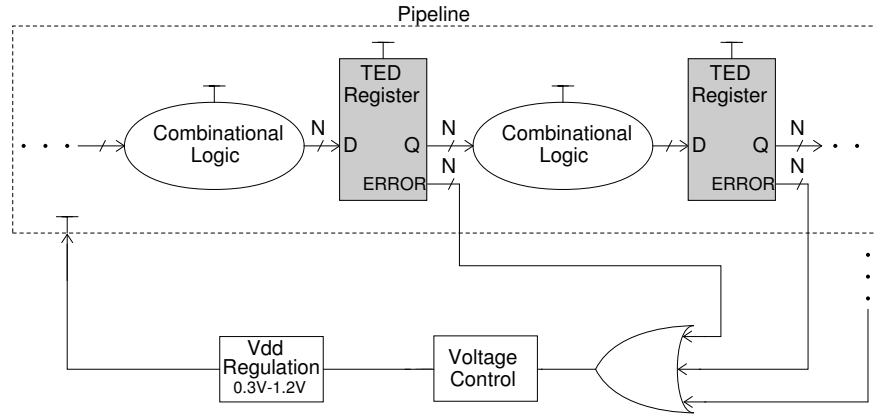 Pipeline
TED
Register
TED
Register
Combinational
Logic
N
D
Q
N
Combinational
Logic
D
Q
N
ERROR
N
ERROR
N
Vdd
Regulation
0.3V-1.2V
Voltage
Control